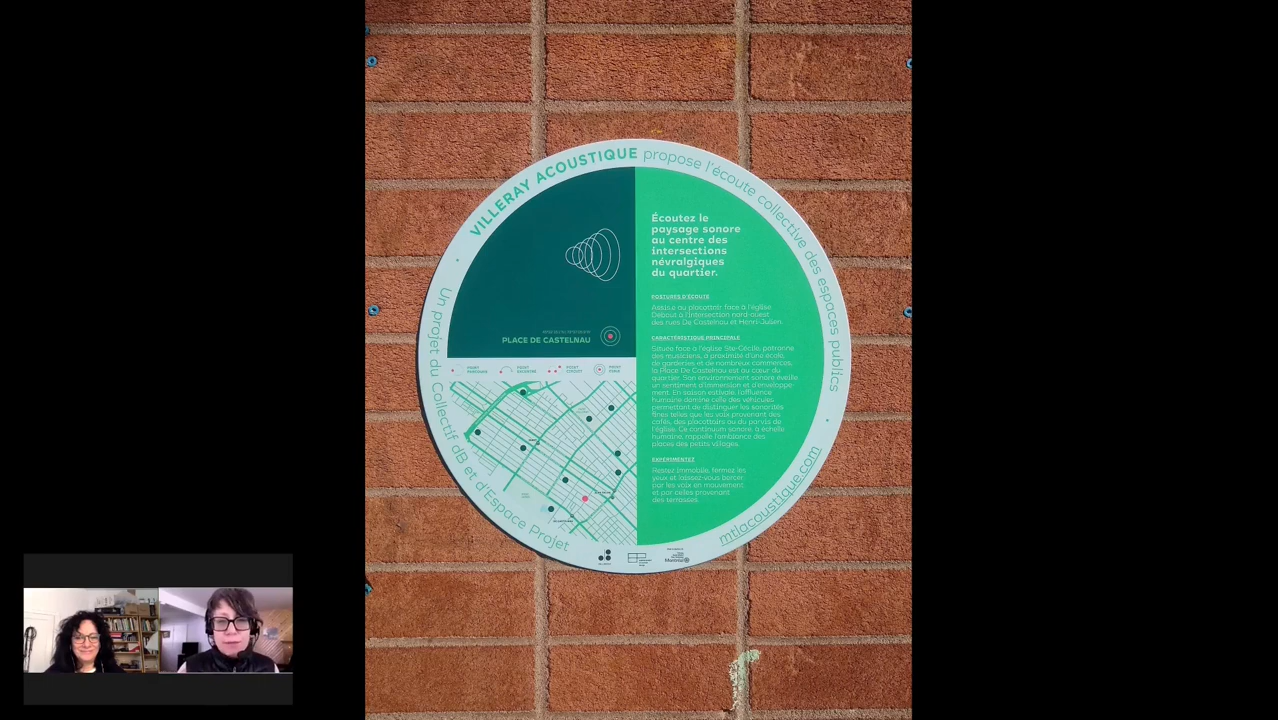 VILLERAY ACOUSTIQUE propose l'écoute collective des espaces publics
Écoutez le
paysage sonore
au centre des
intersections
névralgiques
du quartier.
POSTURES D'ÉCOUTE
Assis.e au placottoir face à l'église
Debout à l'intersection nord-ouest
des rues De Castelnau et Henri-Julien.
CARACTÉRISTIQUE PRINCIPALE
Située face à l'église Ste-Cécile, patronne
des musiciens, à proximité d'une école,
de garderies et de nombreux commerces,
la Place De Castelnau est au cœur du
quartier. Son environnement sonore éveille
un sentiment d'immersion et d'enveloppe-
ment. En saison estivale, l'affluence
humaine domine celle des véhicules
permettant de distinguer les sonorités
fines telles que les voix provenant des
cafés, des placottoirs ou du parvis de
l'église. Ce continuum sonore, à échelle
humaine, rappelle l'ambiance des
places des petits villages.
EXPÉRIMENTEZ
Restez immobile, fermez les
yeux et laissez-vous bercer
par les voix en mouvement
et par celles provenant
des terrasses.
PLACE DE CASTELNAU
POINT
POINT
POINT
CIRCUIT
POINT
Un projet du Collectif dB et d'Espace Projet
mtlacoustique.com
Montréal